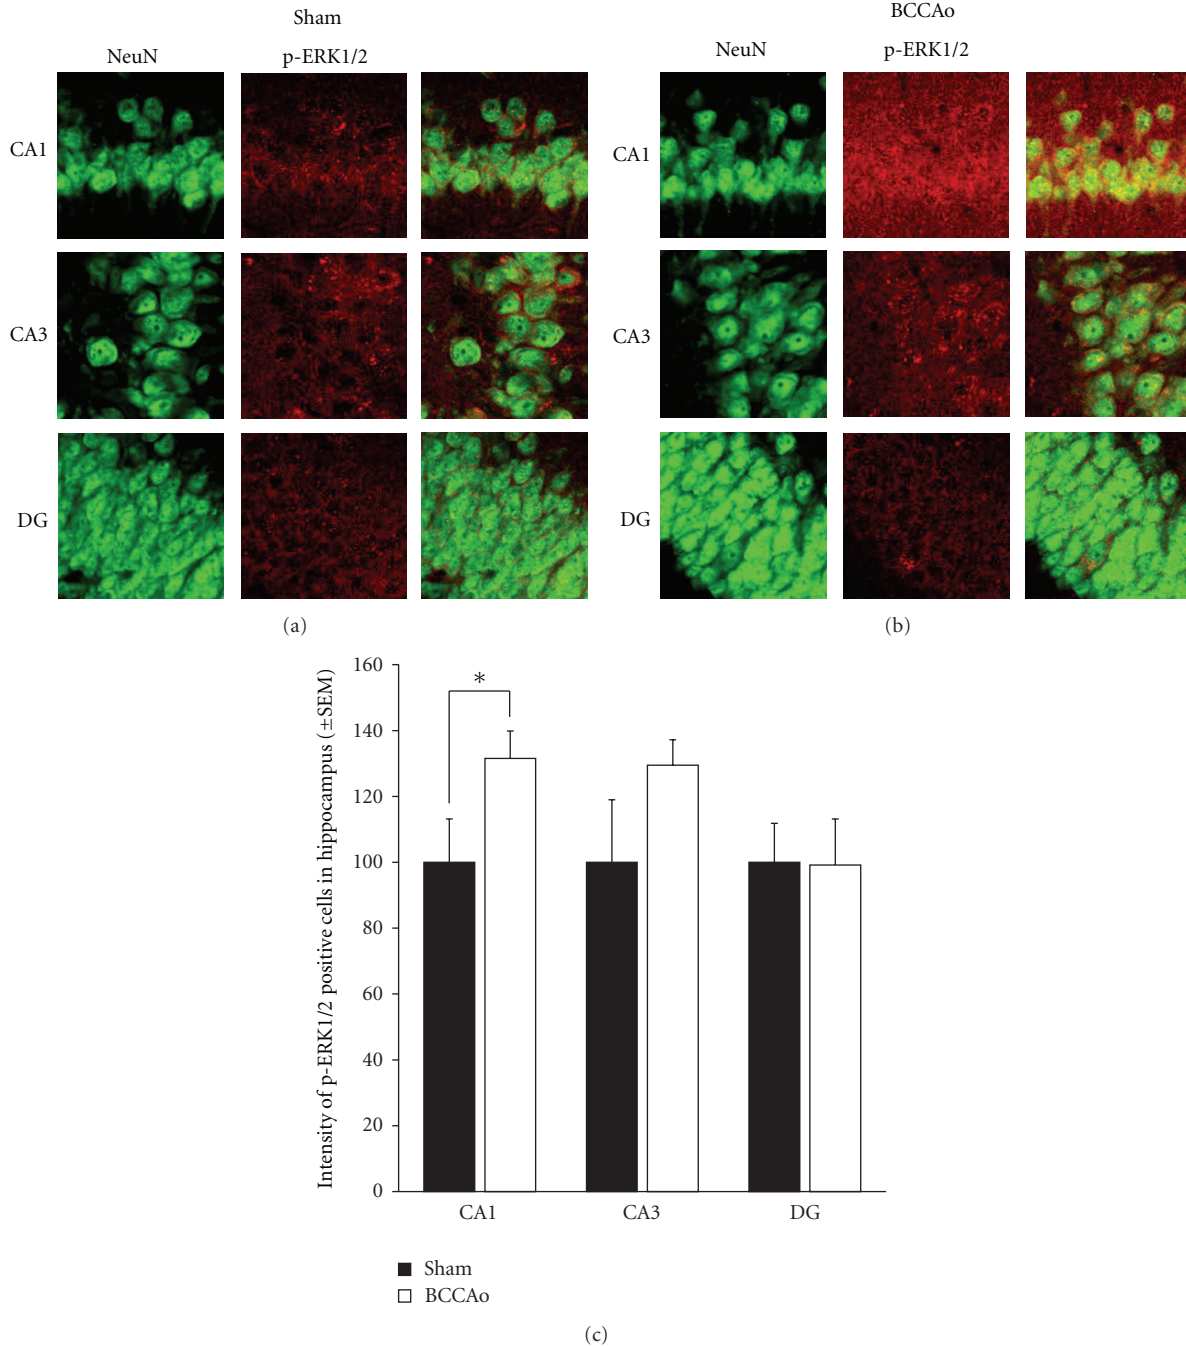 Sham
NeuN p-ERK1/2
CA1
CA3
DG
(a)
BCCAo
NeuN p-ERK1/2
CA1
CA3
DG
(b)
Intensity of p-ERK1/2 positive cells in hippocampus (±SEM)
160
140
120
100
80
60
40
20
0
*
CA1 CA3 DG
Sham
BCCAo
(c)